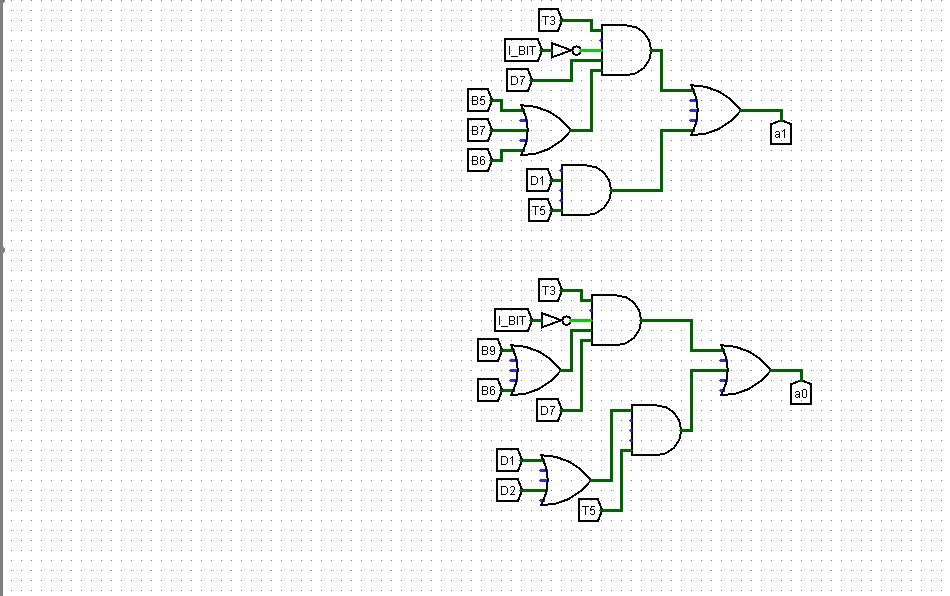 T3
I_BIT
D7
B5
B7
B6
D1
T5
a1
T3
I_BIT
B9
B6
D7
D1
D2
T5
a0